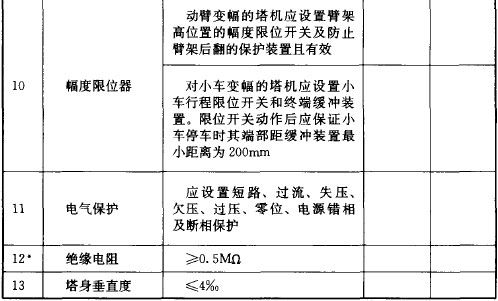 动臂变幅的塔机应设置臂架
高位置的幅度限位开关及防止
臂架后翻的保护装置且有效
10
幅度限位器
对小车变幅的塔机应设置小
车行程限位开关和终端缓冲装
置。限位开关动作后应保证小
车停车时其端部距缓冲装置最
小距离为200mm
11
电气保护
应设置短路、过流、失压、
欠压、过压、零位、电源错相
及断相保护
12*
绝缘电阻
≥0.5MΩ
13
塔身垂直度
≤4‰